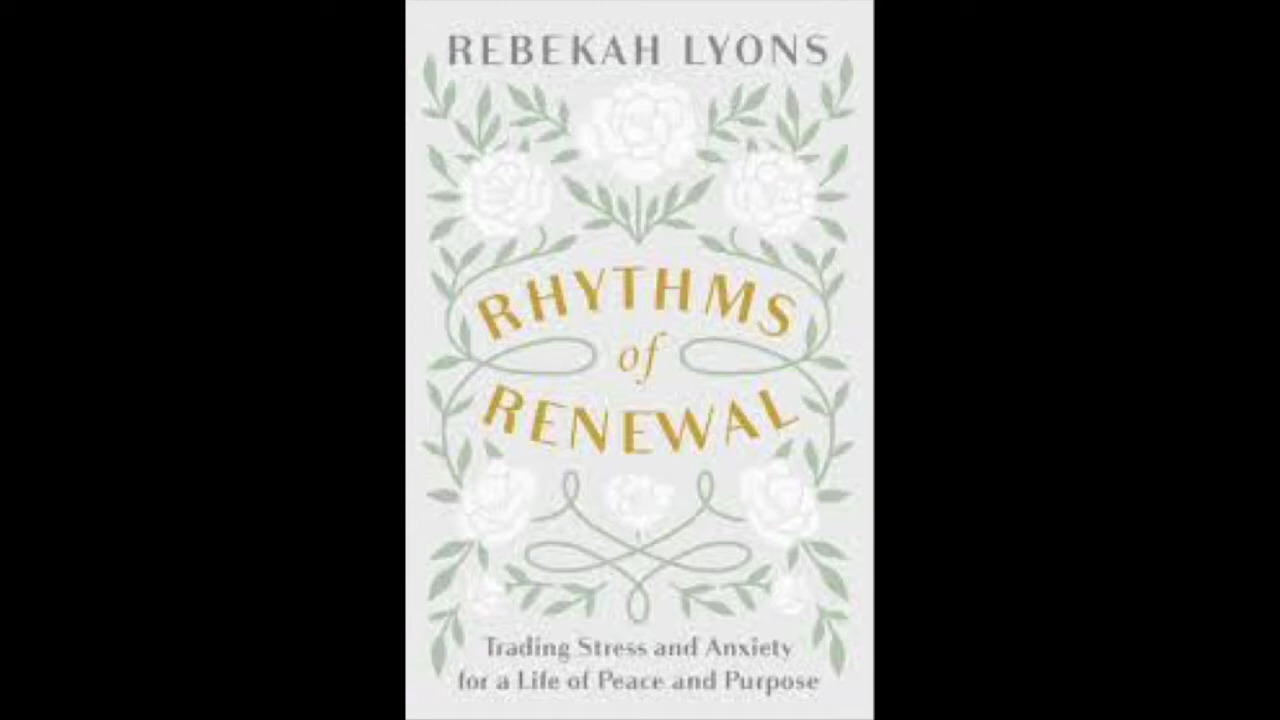 REBEKAH LYONS
RHYTHMS
of
RENEWAL
Trading Stress and Anxiety
for a Life of Peace and Purpose